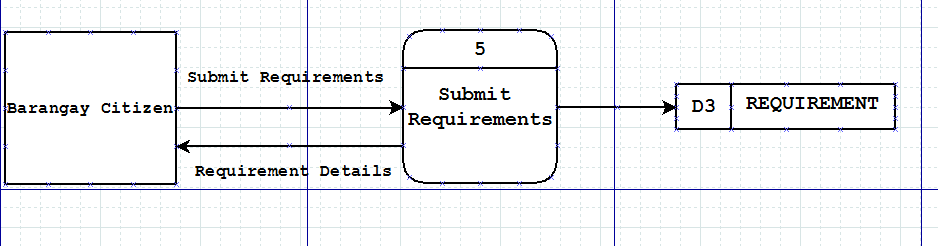 5
Submit Requirements
Barangay Citizen
Submit
Requirements
D3
REQUIREMENT
Requirement Details